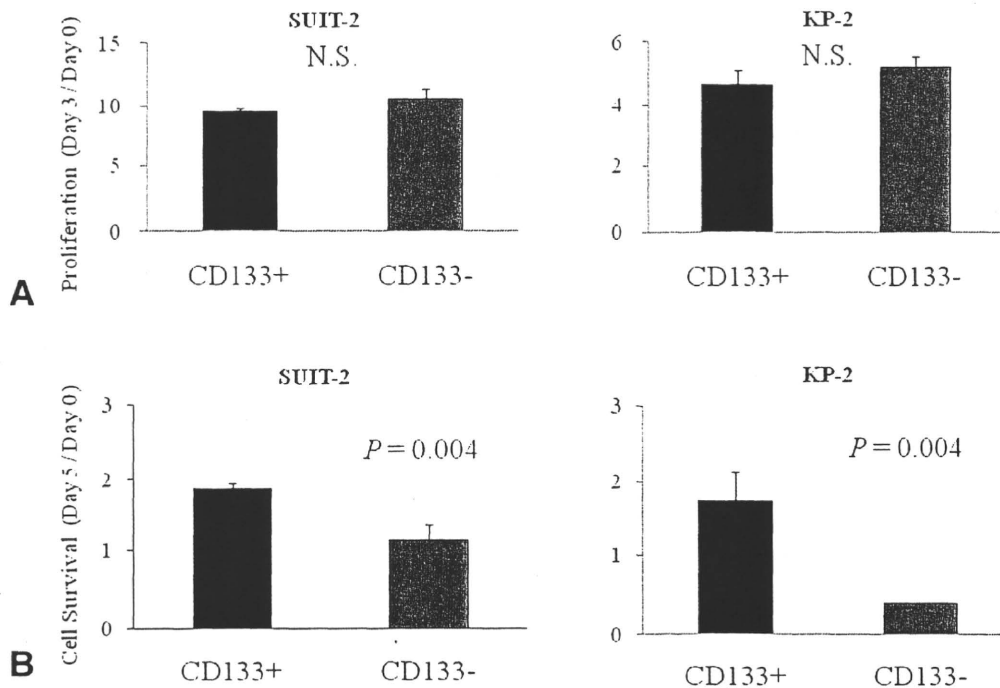 SUIT-2
N.S.
15
10
5
0
Proliferation (Day 3 / Day 0)
CD133+ CD133-
KP-2
N.S.
6
4
2
0
CD133+ CD133-
A
SUIT-2
P = 0.004
3
2
1
0
Cell Survival (Day 5 / Day 0)
CD133+ CD133-
KP-2
P = 0.004
3
2
1
0
CD133+ CD133-
B